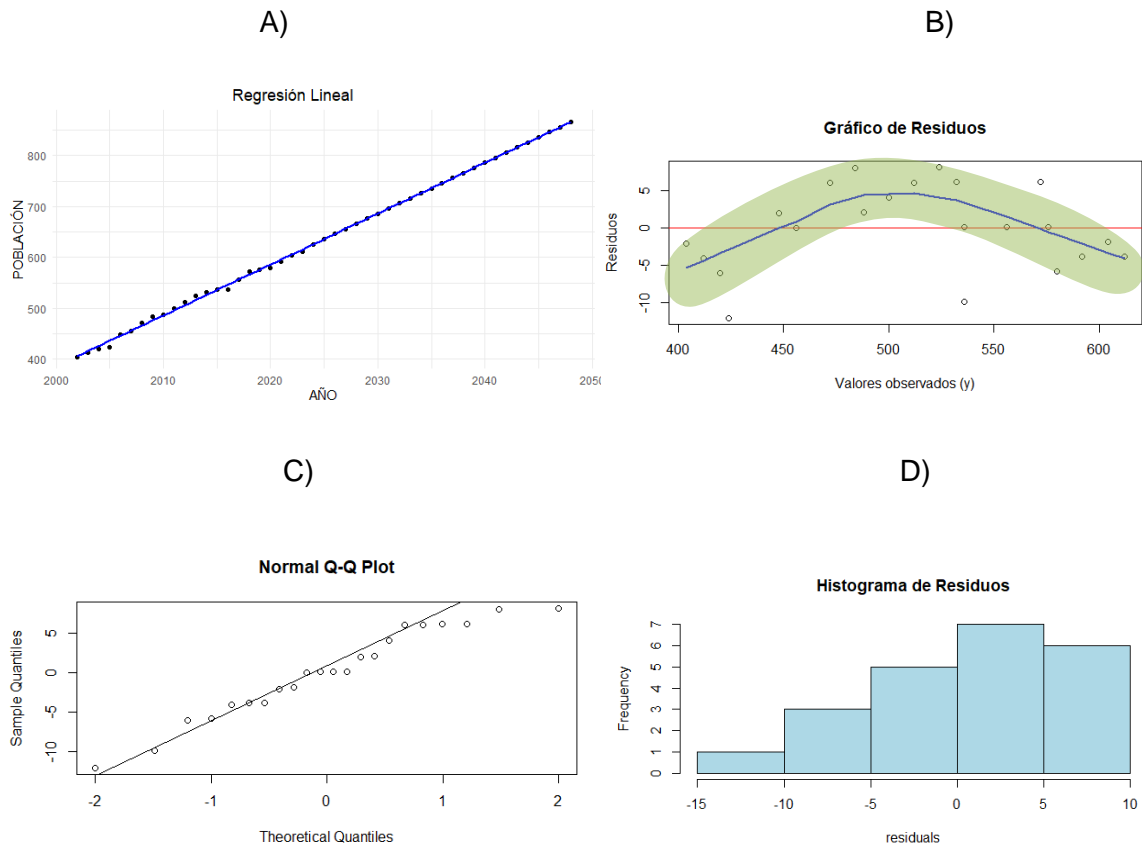 A)
B)
Regresión Lineal
POBLACIÓN
800
700
600
500
400
2000
2010
2020
2030
2040
2050
AÑO
Gráfico de Residuos
Residuos
5
0
-5
-10
400
450
500
550
600
Valores observados (y)
C)
D)
Normal Q-Q Plot
Sample Quantiles
5
0
-5
-10
-2
-1
0
1
2
Theoretical Quantiles
Histograma de Residuos
Frequency
7
6
5
4
3
2
1
0
-15
-10
-5
0
5
10
residuals